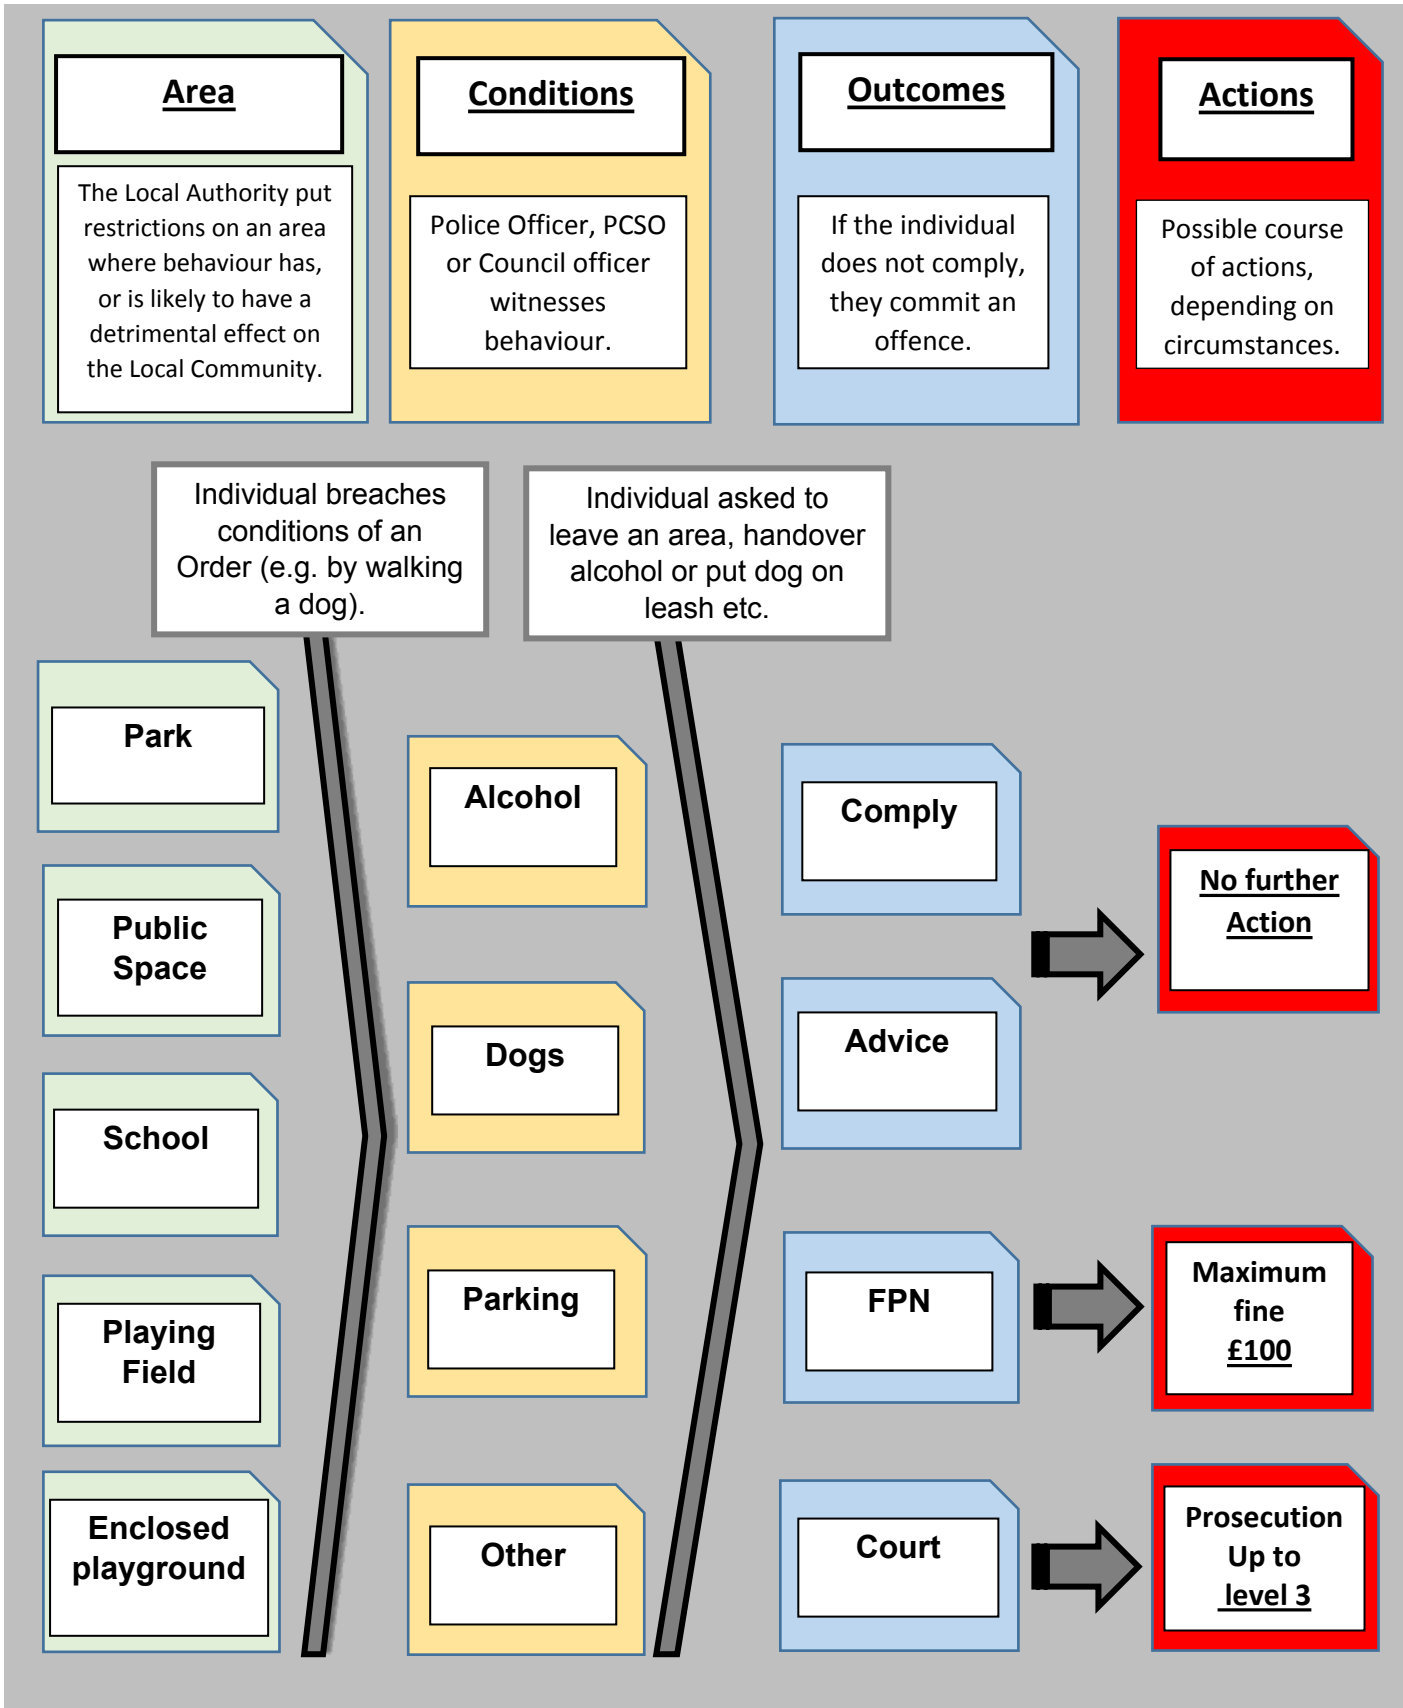 Area
The Local Authority put
restrictions on an area
where behaviour has,
or is likely to have a
detrimental effect on
the Local Community.
Conditions
Police Officer, PCSO
or Council officer
witnesses
behaviour.
Outcomes
If the individual
does not comply,
they commit an
offence.
Actions
Possible course
of actions,
depending on
circumstances.
Individual breaches
conditions of an
Order (e.g. by walking
a dog).
Individual asked to
leave an area, handover
alcohol or put dog on
leash etc.
Park
Public
Space
School
Playing
Field
Enclosed
playground
Alcohol
Dogs
Parking
Other
Comply
Advice
FPN
Court
No further
Action
Maximum
fine
£100
Prosecution
Up to
level 3